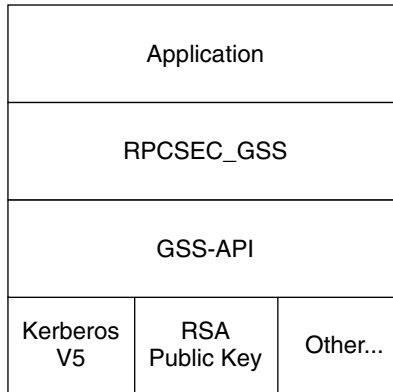 Application
RPCSEC_GSS
GSS-API
Kerberos
V5
RSA
Public Key
Other...